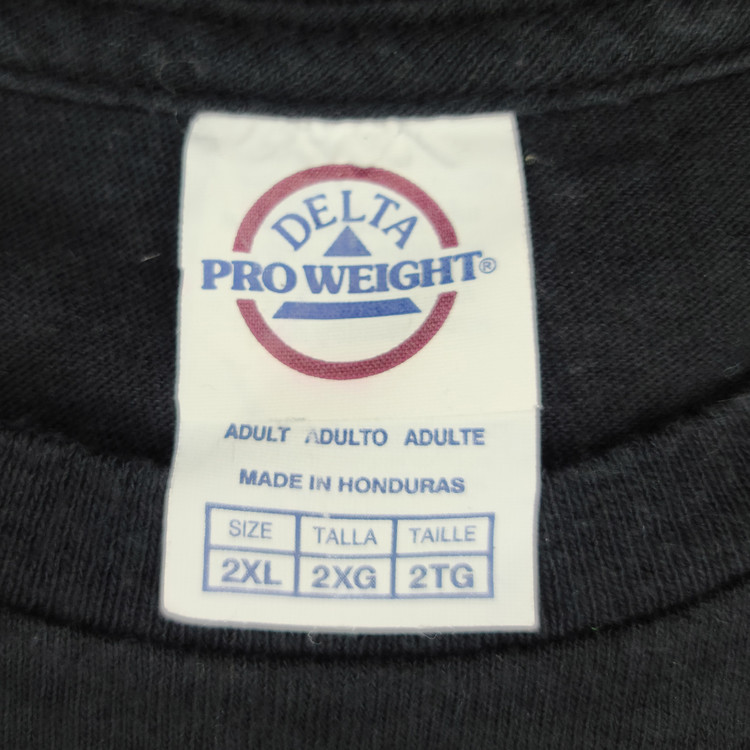 DELTA
PRO WEIGHT®
ADULT ADULTO ADULTE
MADE IN HONDURAS
SIZE TALLA TAILLE
2XL 2XG 2TG